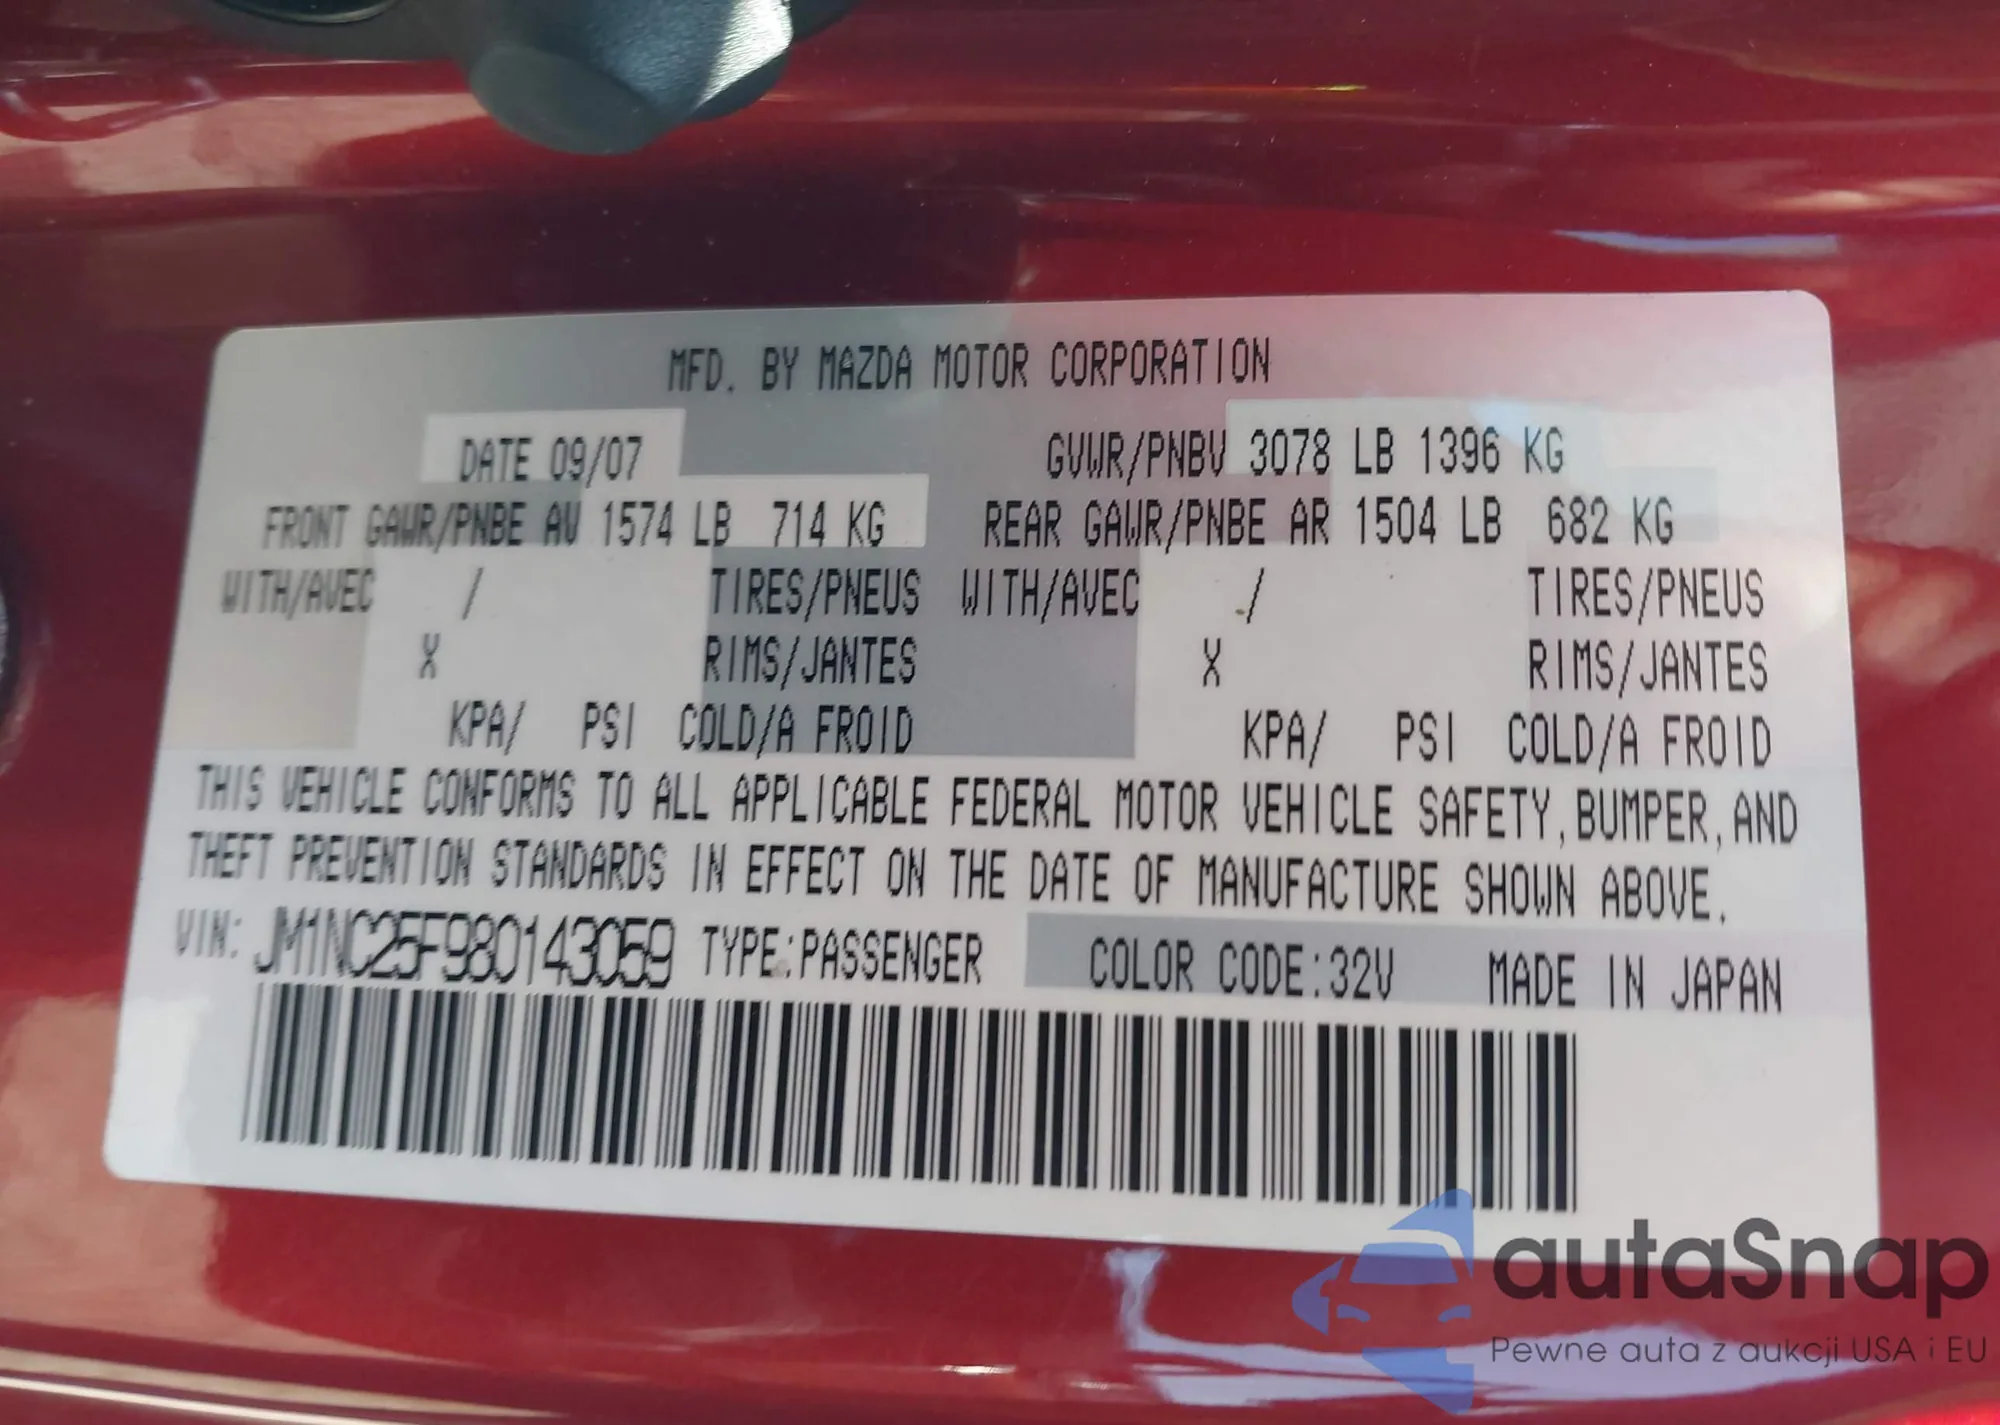 MFD. BY MAZDA MOTOR CORPORATION
DATE 09/07 GVWR/PNBV 3078 LB 1396 KG
FRONT GAWR/PNBE AV 1574 LB 714 KG REAR GAWR/PNBE AR 1504 LB 682 KG
WITH/AVEC / TIRES/PNEUS WITH/AVEC / TIRES/PNEUS
X RIMS/JANTES X RIMS/JANTES
KPA/ PSI COLD/A FROID KPA/ PSI COLD/A FROID
THIS VEHICLE CONFORMS TO ALL APPLICABLE FEDERAL MOTOR VEHICLE SAFETY, BUMPER, AND
THEFT PREVENTION STANDARDS IN EFFECT ON THE DATE OF MANUFACTURE SHOWN ABOVE.
VIN: JM1NC25F980143059 TYPE: PASSENGER COLOR CODE: 32V MADE IN JAPAN
autaSnap
Pewne auta z aukcji USA i EU